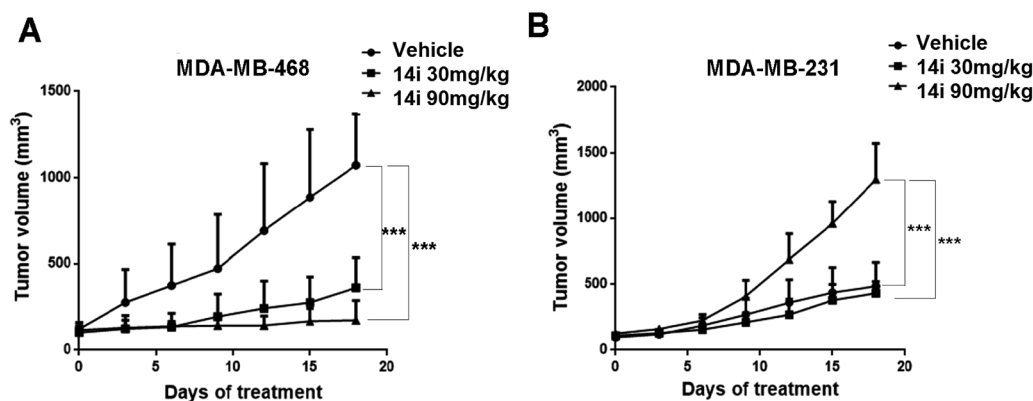 A
MDA-MB-468
Vehicle
14i 30mg/kg
14i 90mg/kg
Tumor volume (mm³)
1500
1000
500
0
***
***
0 5 10 15 20
Days of treatment
B
MDA-MB-231
Vehicle
14i 30mg/kg
14i 90mg/kg
Tumor volume (mm³)
2000
1500
1000
500
0
***
***
0 5 10 15 20
Days of treatment